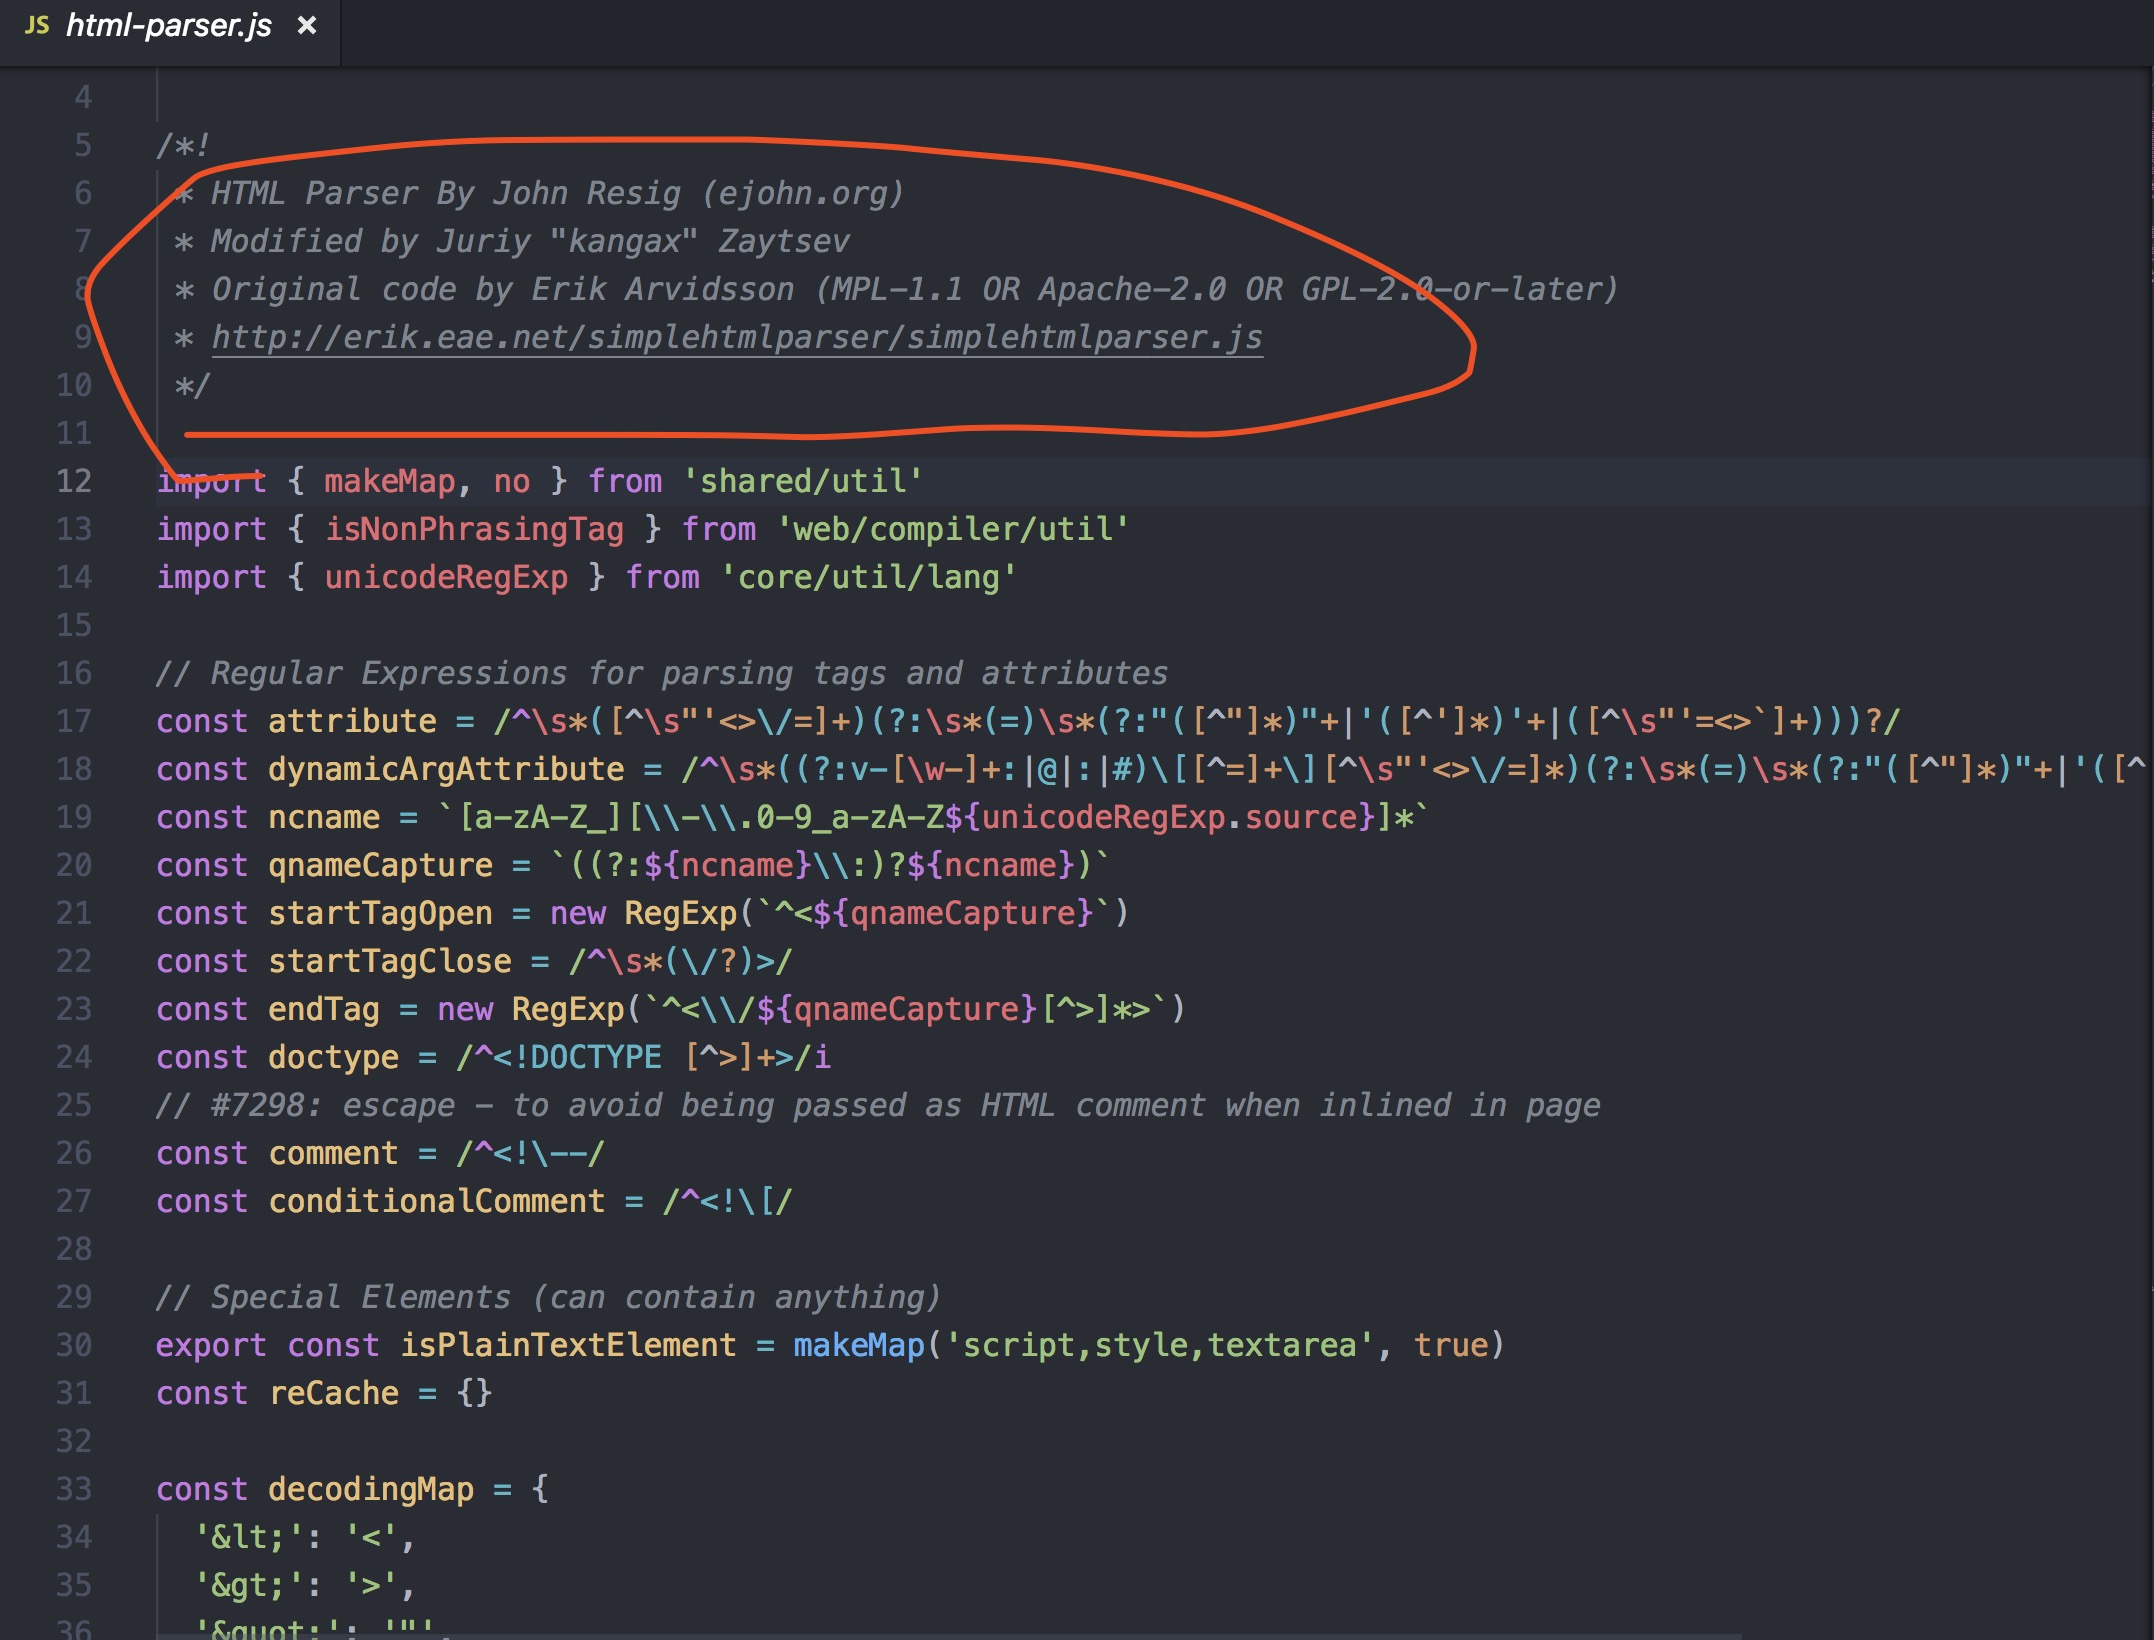 JS html-parser.js ×
4
5 /*!
6 * HTML Parser By John Resig (ejohn.org)
7 * Modified by Juriy "kangax" Zaytsev
8 * Original code by Erik Arvidsson (MPL-1.1 OR Apache-2.0 OR GPL-2.0-or-later)
9 * http://erik.eae.net/simplehtmlparser/simplehtmlparser.js
10 */
11
12 import { makeMap, no } from 'shared/util'
13 import { isNonPhrasingTag } from 'web/compiler/util'
14 import { unicodeRegExp } from 'core/util/lang'
15
16 // Regular Expressions for parsing tags and attributes
17 const attribute = /^\s*([^\s"'<>\/=]+)(?:\s*(=)\s*(?:"([^"]*)"+|'([^']*)'+|([^\s"'=<>`]+)))?/
18 const dynamicArgAttribute = /^\s*((?:v-[\w-]+:|@|:|#)\[[^=]+\][^\s"'<>\/=]*)(?:\s*(=)\s*(?:"([^"]*)"+|'([^
19 const ncname = `[a-zA-Z_][\\-\\.0-9_a-zA-Z${unicodeRegExp.source}]*`
20 const qnameCapture = `((?:${ncname}\\:)?${ncname})`
21 const startTagOpen = new RegExp(`^<${qnameCapture}`)
22 const startTagClose = /^\s*(\/?)>/
23 const endTag = new RegExp(`^<\\/${qnameCapture}[^>]*>`)
24 const doctype = /^<!DOCTYPE [^>]+>/i
25 // #7298: escape - to avoid being passed as HTML comment when inlined in page
26 const comment = /^<!\--/
27 const conditionalComment = /^<!\[/
28
29 // Special Elements (can contain anything)
30 export const isPlainTextElement = makeMap('script,style,textarea', true)
31 const reCache = {}
32
33 const decodingMap = {
34 '&lt;': '<',
35 '&gt;': '>',
36 '&quot;': '"',